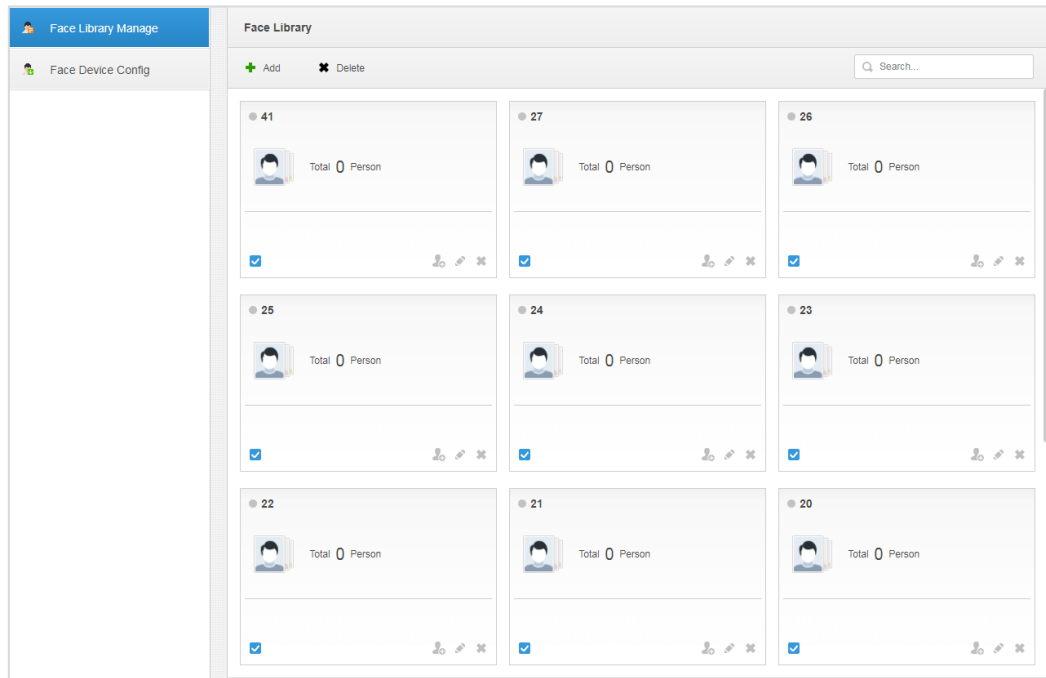 Face Library Manage
Face Device Config
Face Library
Add Delete Search...
41 27 26
Total 0 Person Total 0 Person Total 0 Person
25 24 23
Total 0 Person Total 0 Person Total 0 Person
22 21 20
Total 0 Person Total 0 Person Total 0 Person